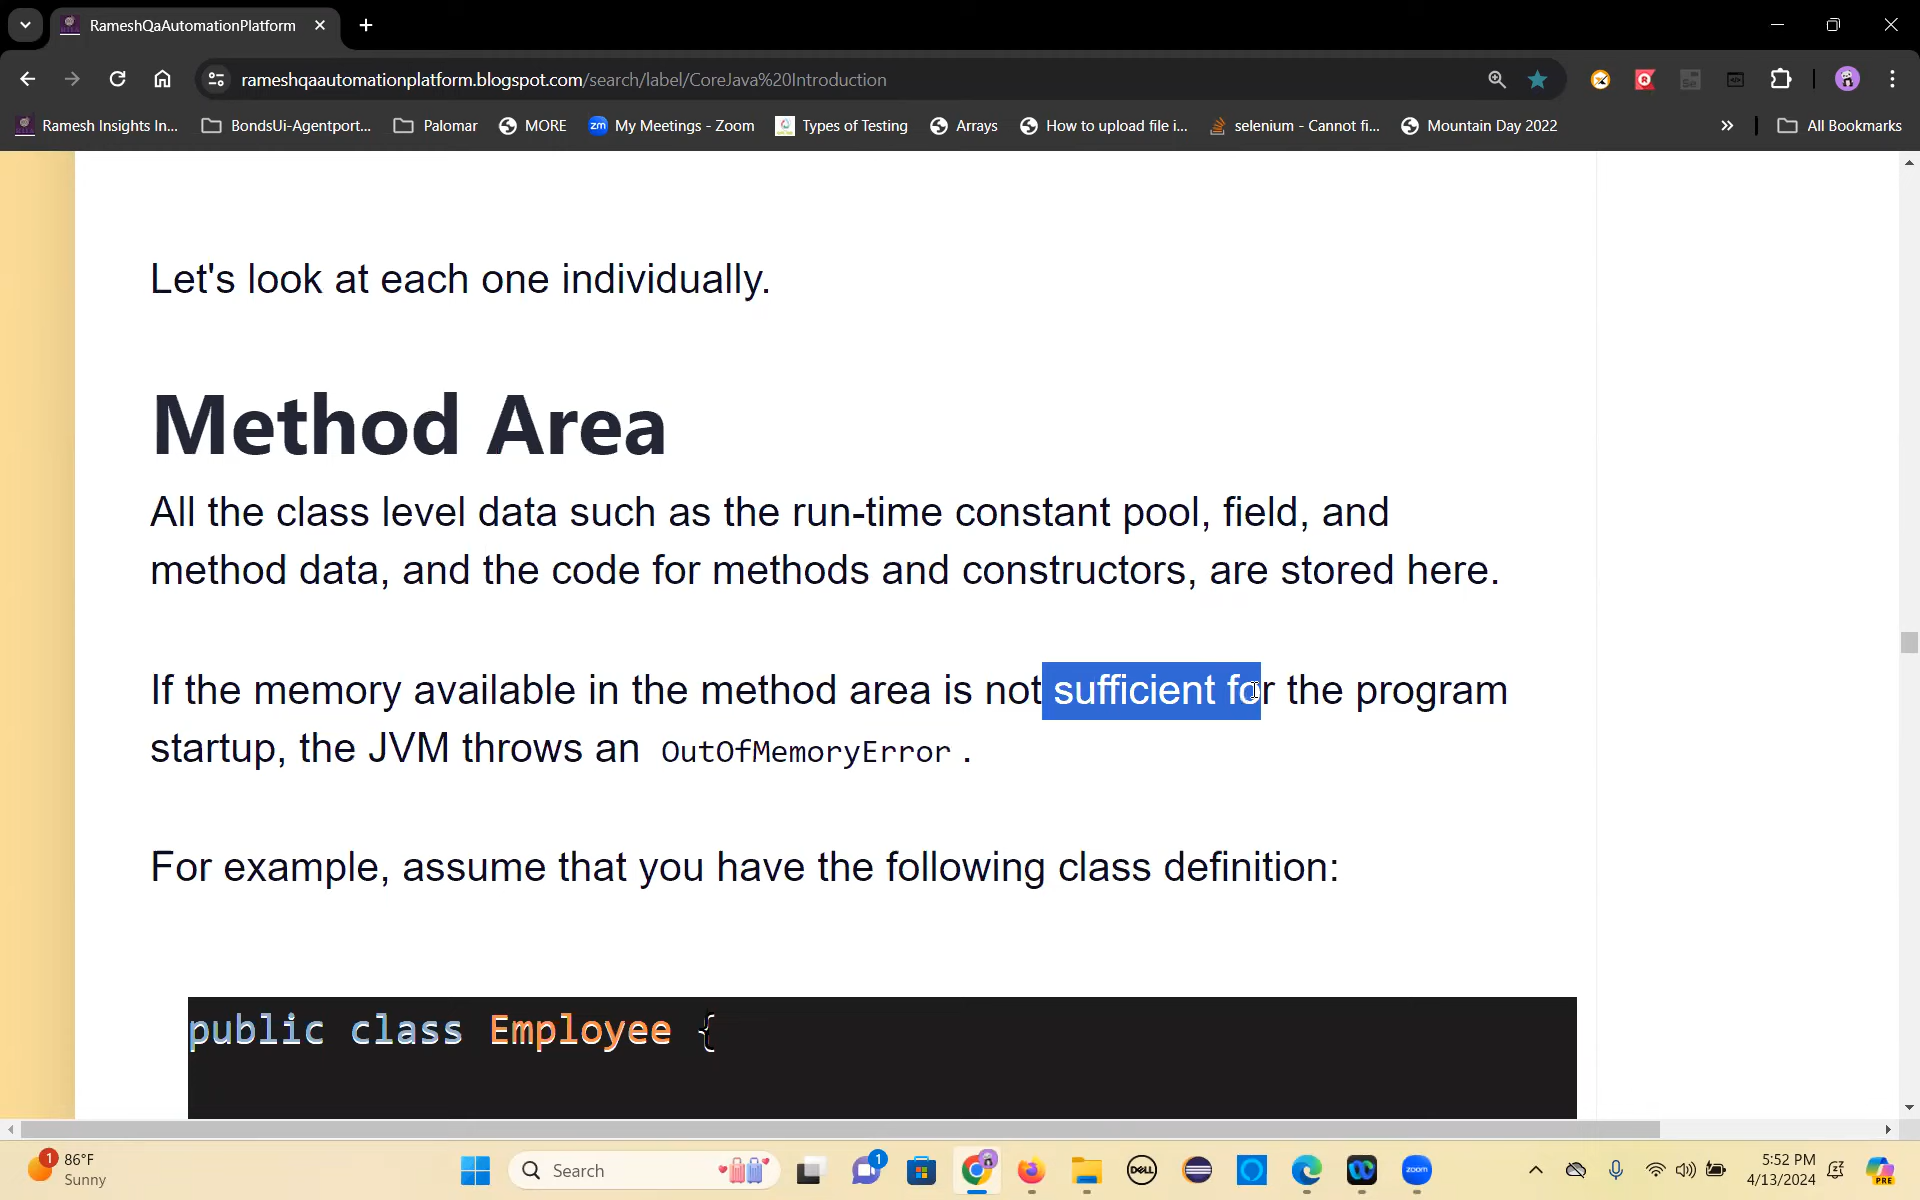 RameshQaAutomationPlatform
rameshqaautomationplatform.blogspot.com/search/label/CoreJava%20Introduction
Ramesh Insights In...
BondsUi-Agentport...
Palomar
MORE
My Meetings - Zoom
Types of Testing
Arrays
How to upload file i...
selenium - Cannot fi...
Mountain Day 2022
All Bookmarks
Let's look at each one individually.
Method Area
All the class level data such as the run-time constant pool, field, and
method data, and the code for methods and constructors, are stored here.
If the memory available in the method area is not sufficient for the program
startup, the JVM throws an OutOfMemoryError .
For example, assume that you have the following class definition:
public class Employee {
1
86°F
Sunny
Search
1
DELL
zoom
5:52 PM
4/13/2024
PRE